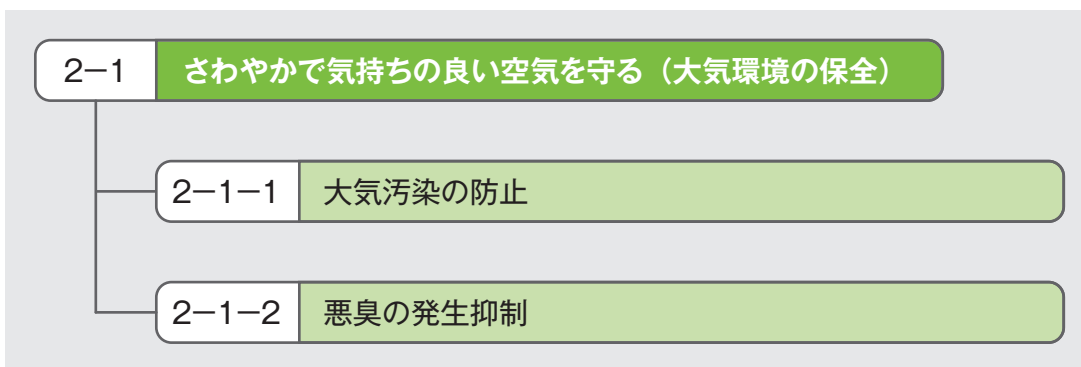 2−1 さわやかで気持ちの良い空気を守る（大気環境の保全）
2−1−1 大気汚染の防止
2−1−2 悪臭の発生抑制